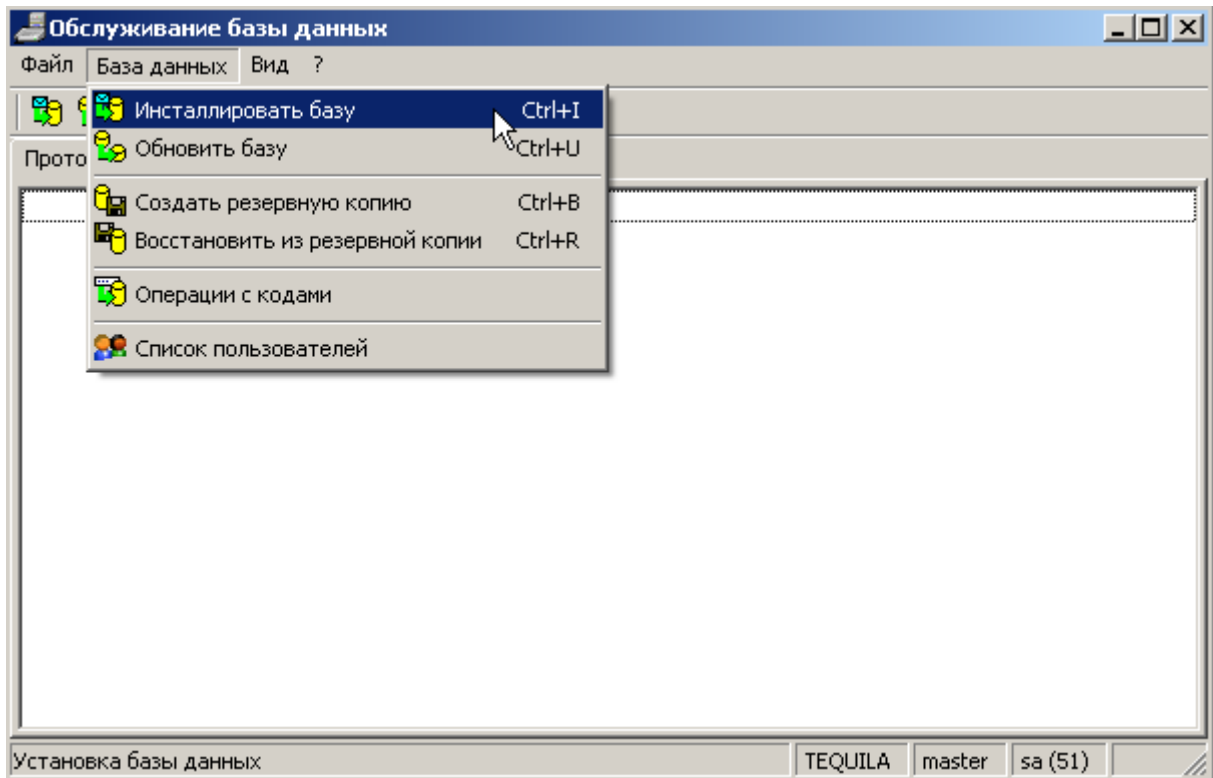 Обслуживание базы данных
Файл База данных Вид ?
Инсталлировать базу Ctrl+I
Прото Обновить базу Ctrl+U
Создать резервную копию Ctrl+B
Восстановить из резервной копии Ctrl+R
Операции с кодами
Список пользователей
Установка базы данных TEQUILA master sa (51)